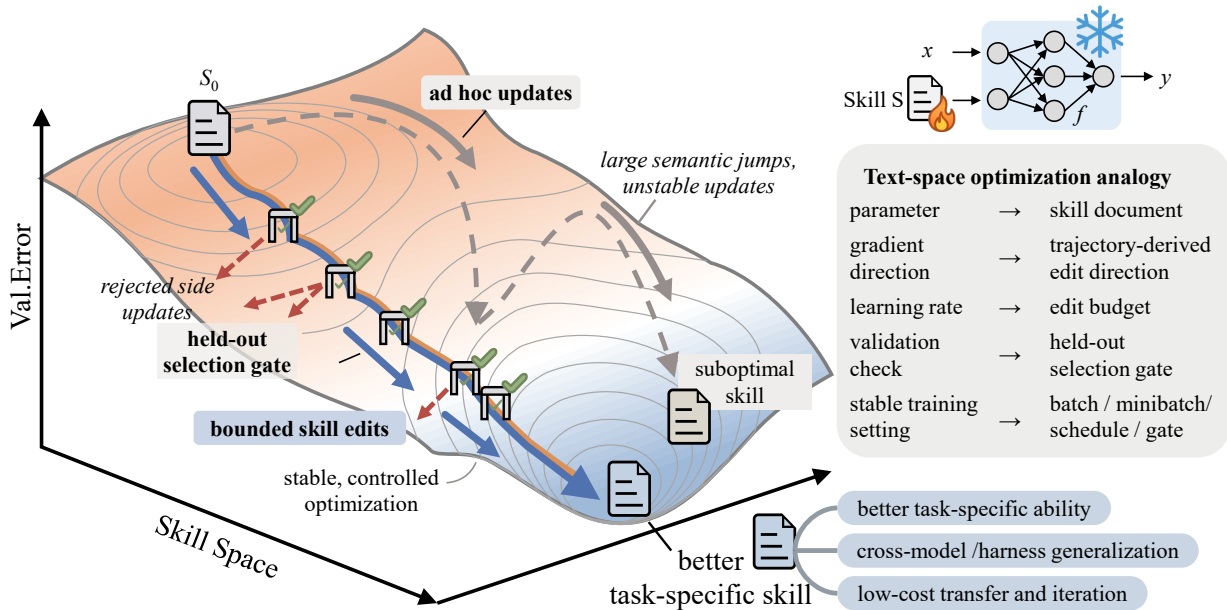 S0
ad hoc updates
large semantic jumps,
unstable updates
Val.Error
rejected side
updates
held-out
selection gate
bounded skill edits
stable, controlled
optimization
suboptimal
skill
Skill Space
better
task-specific skill
x
Skill S
f
y
Text-space optimization analogy
parameter → skill document
gradient → trajectory-derived
direction edit direction
learning rate → edit budget
validation → held-out
check selection gate
stable training → batch / minibatch/
setting schedule / gate
better task-specific ability
cross-model /harness generalization
low-cost transfer and iteration